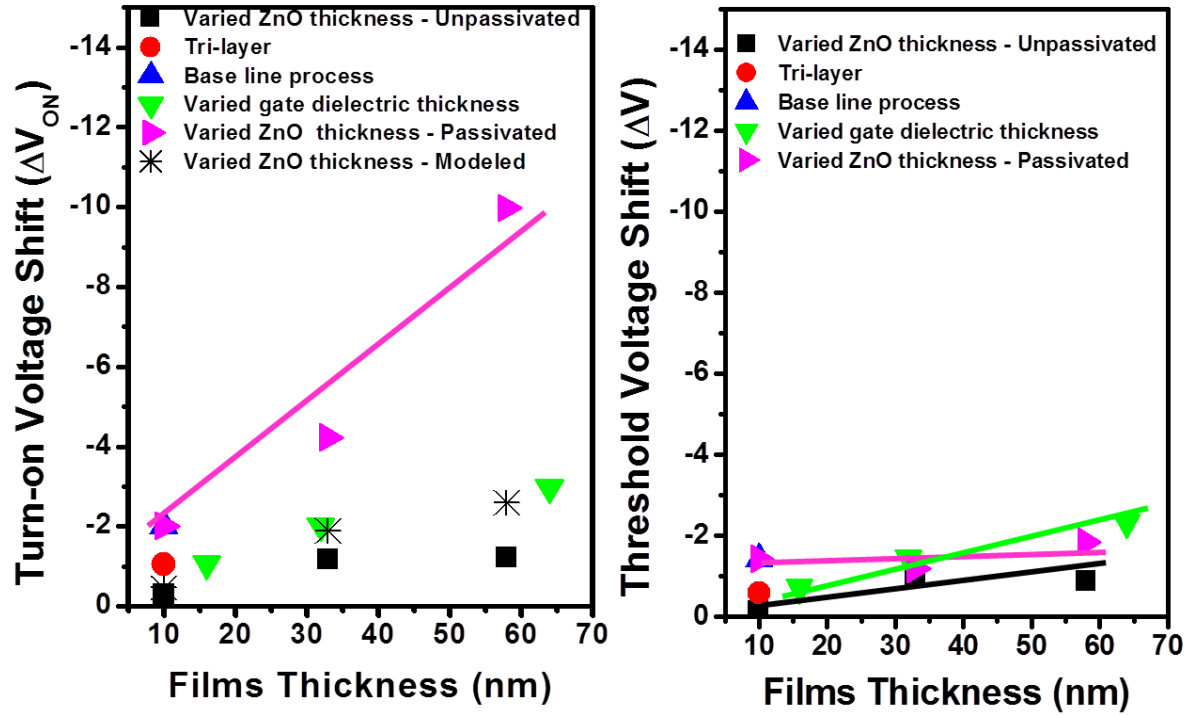 Varied ZnO thickness - Unpassivated
Tri-layer
Base line process
Varied gate dielectric thickness
Varied ZnO thickness - Passivated
Varied ZnO thickness - Modeled
-14
-12
-10
-8
-6
-4
-2
0
10
20
30
40
50
60
70
Turn-on Voltage Shift (ΔVON)
Films Thickness (nm)
Varied ZnO thickness - Unpassivated
Tri-layer
Base line process
Varied gate dielectric thickness
Varied ZnO thickness - Passivated
-14
-12
-10
-8
-6
-4
-2
0
10
20
30
40
50
60
70
Threshold Voltage Shift (ΔV)
Films Thickness (nm)